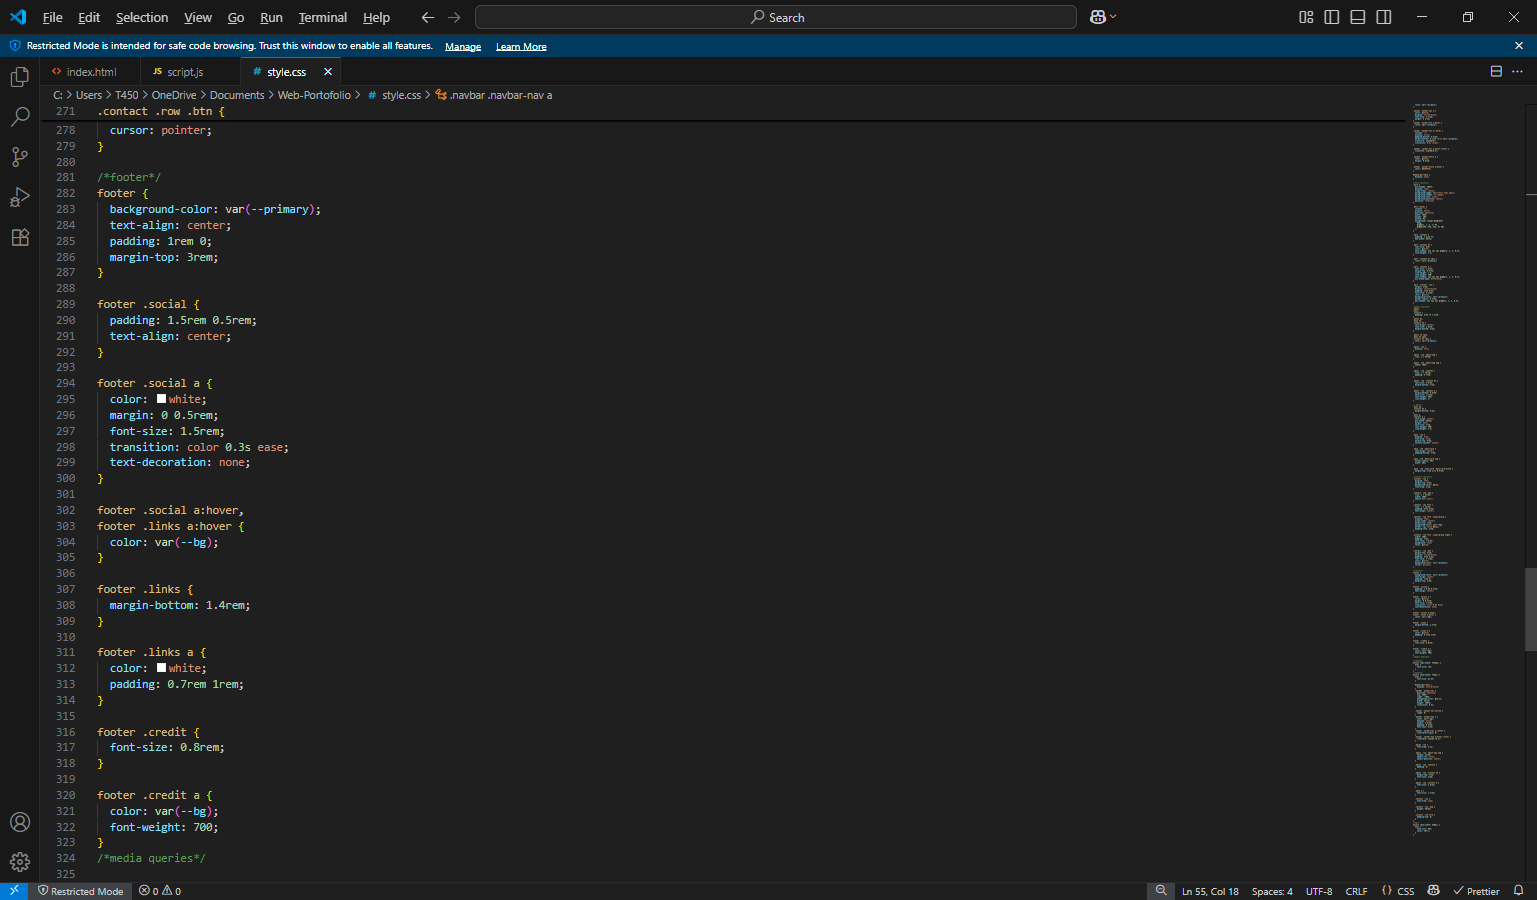 File Edit Selection View Go Run Terminal Help Search
Restricted Mode is intended for safe code browsing. Trust this window to enable all features. Manage Learn More
<> index.html JS script.js # style.css
C: > Users > T450 > OneDrive > Documents > Web-Portofolio > # style.css > .navbar .navbar-nav a
271 .contact .row .btn {
278 cursor: pointer;
279 }
280
281 /*footer*/
282 footer {
283 background-color: var(--primary);
284 text-align: center;
285 padding: 1rem 0;
286 margin-top: 3rem;
287 }
288
289 footer .social {
290 padding: 1.5rem 0.5rem;
291 text-align: center;
292 }
293
294 footer .social a {
295 color: white;
296 margin: 0 0.5rem;
297 font-size: 1.5rem;
298 transition: color 0.3s ease;
299 text-decoration: none;
300 }
301
302 footer .social a:hover,
303 footer .links a:hover {
304 color: var(--bg);
305 }
306
307 footer .links {
308 margin-bottom: 1.4rem;
309 }
310
311 footer .links a {
312 color: white;
313 padding: 0.7rem 1rem;
314 }
315
316 footer .credit {
317 font-size: 0.8rem;
318 }
319
320 footer .credit a {
321 color: var(--bg);
322 font-weight: 700;
323 }
324 /*media queries*/
325
Restricted Mode 0 0 Ln 55, Col 18 Spaces: 4 UTF-8 CRLF {} CSS Prettier